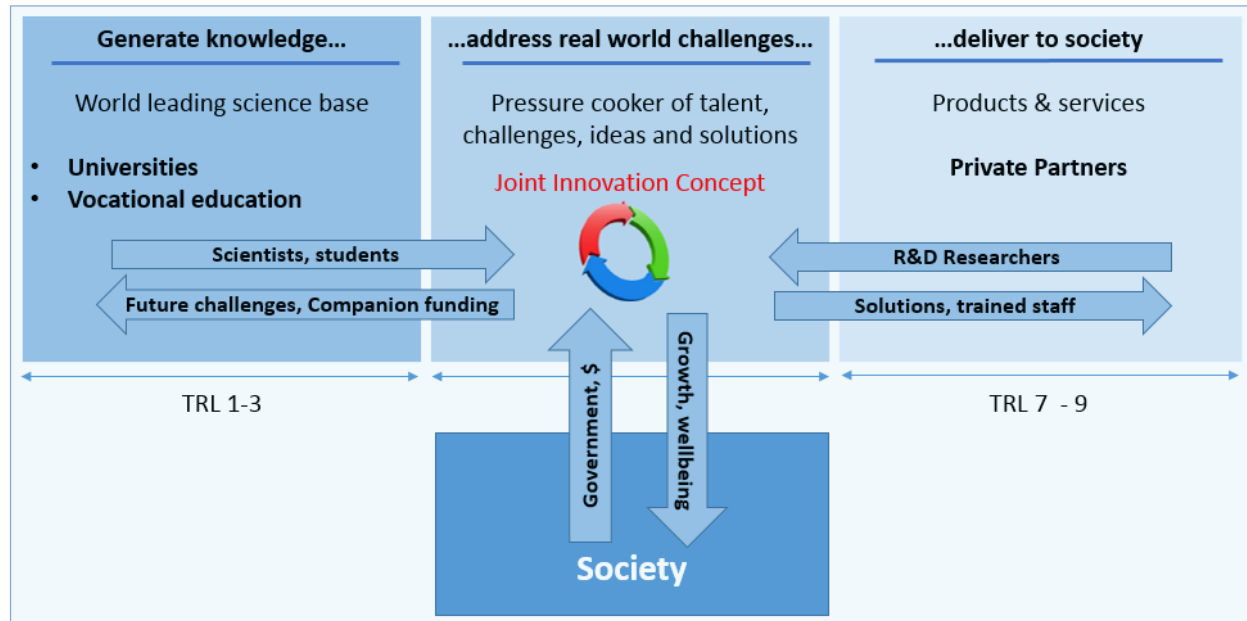 Generate knowledge...
World leading science base
• Universities
• Vocational education
...address real world challenges...
Pressure cooker of talent,
challenges, ideas and solutions
Joint Innovation Concept
...deliver to society
Products & services
Private Partners
Scientists, students
Future challenges, Companion funding
R&D Researchers
Solutions, trained staff
Government, $
Growth, wellbeing
TRL 1-3
TRL 7 - 9
Society